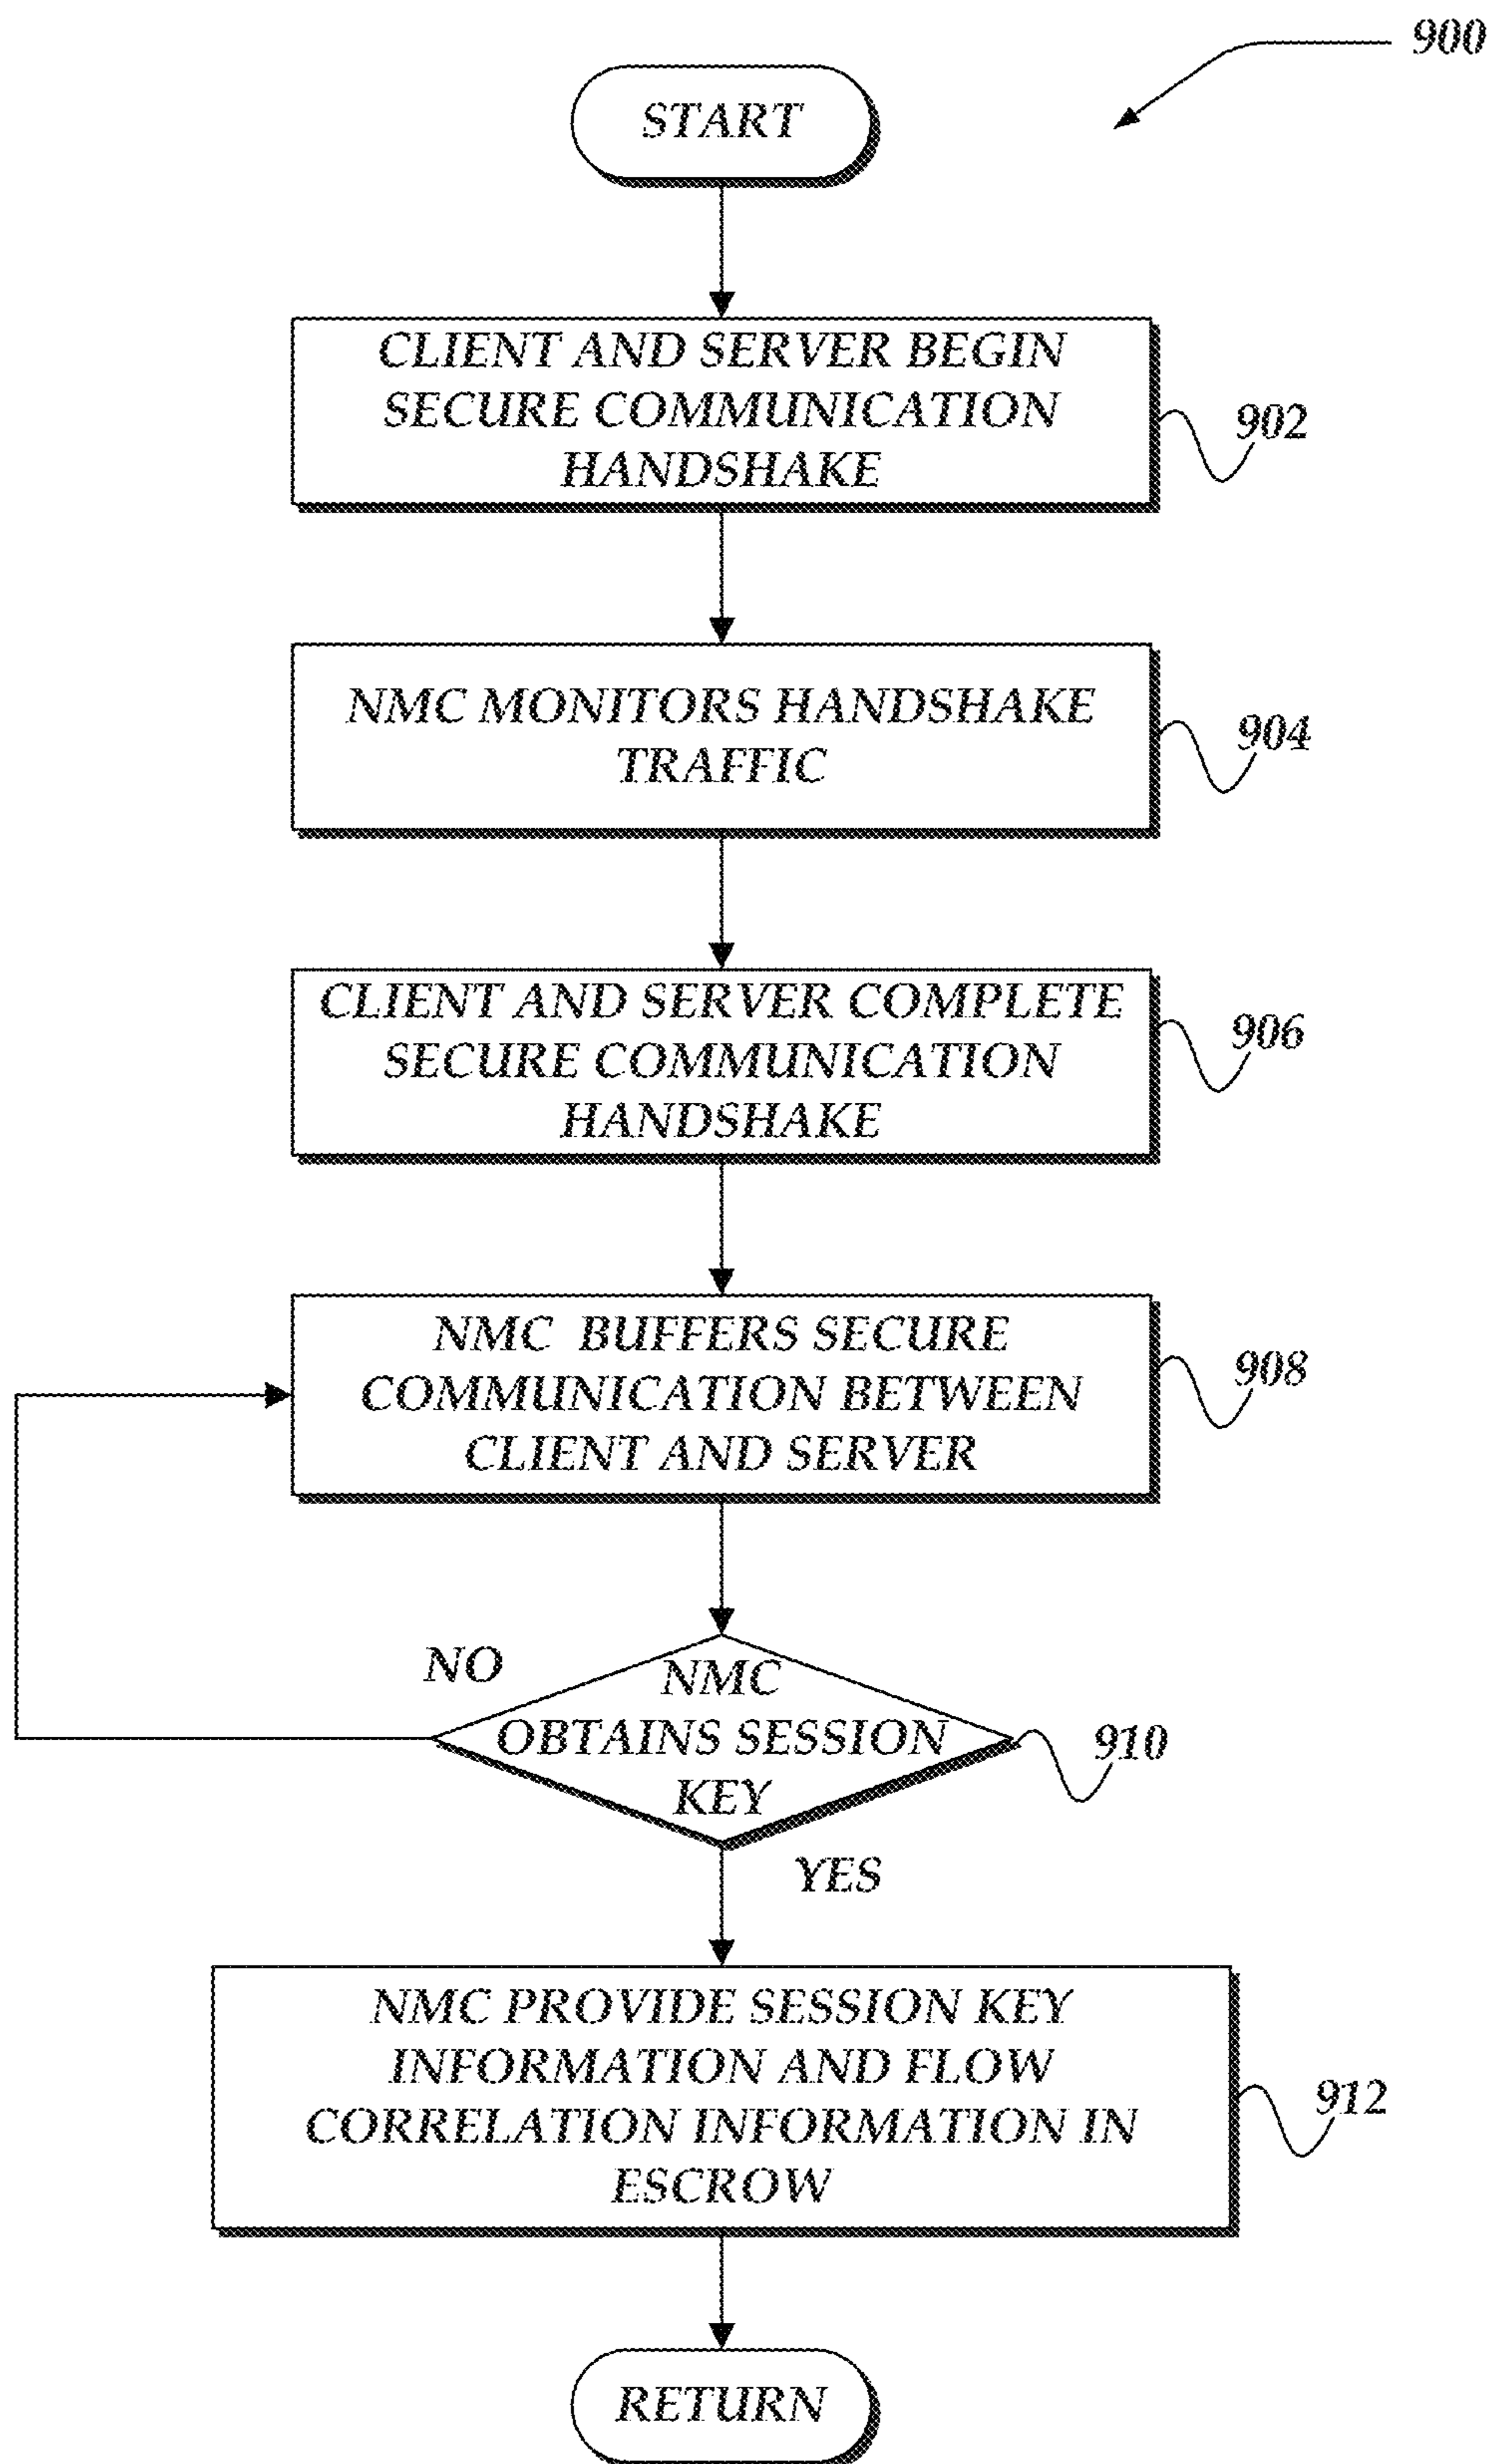 900
START
CLIENT AND SERVER BEGIN
SECURE COMMUNICATION
HANDSHAKE
902
NMC MONITORS HANDSHAKE
TRAFFIC
904
CLIENT AND SERVER COMPLETE
SECURE COMMUNICATION
HANDSHAKE
906
NMC BUFFERS SECURE
COMMUNICATION BETWEEN
CLIENT AND SERVER
908
NO
NMC
OBTAINS SESSION
KEY
910
YES
NMC PROVIDE SESSION KEY
INFORMATION AND FLOW
CORRELATION INFORMATION IN
ESCROW
912
RETURN